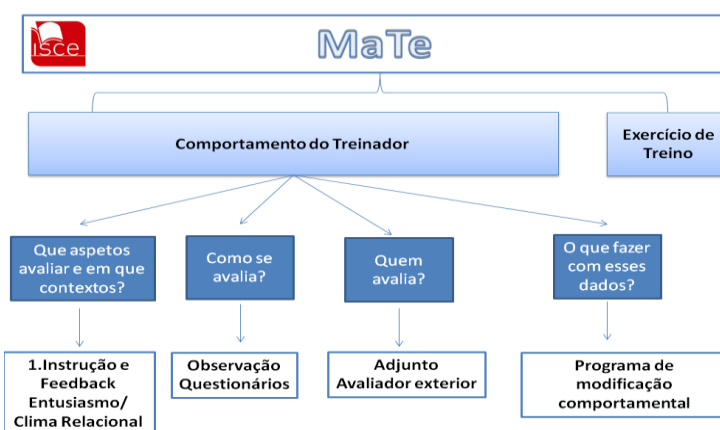 isce
MaTe
Comportamento do Treinador
Exercício de
Treino
Que aspetos
avaliar e em que
contextos?
Como se
avalia?
Quem
avalia?
O que fazer
com esses
dados?
1.Instrução e
Feedback
Entusiasmo/
Clima Relacional
Observação
Questionários
Adjunto
Avaliador exterior
Programa de
modificação
comportamental